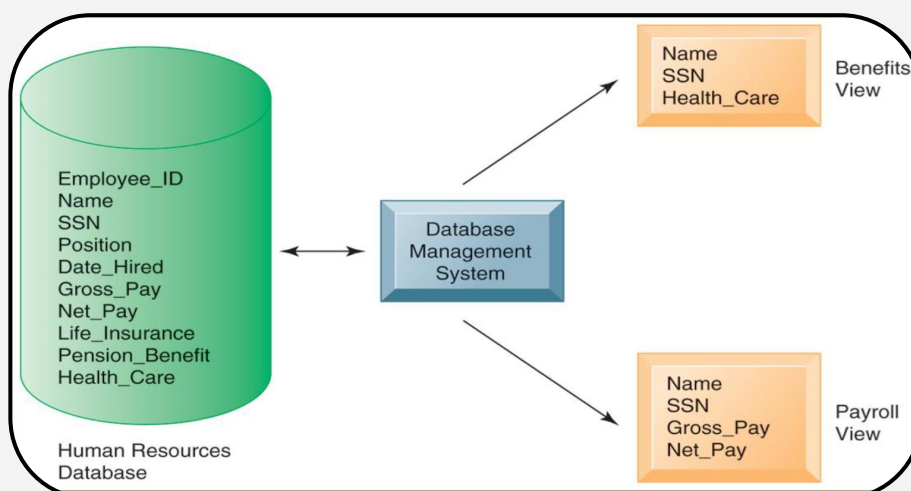 Employee_ID
Name
SSN
Position
Date_Hired
Gross_Pay
Net_Pay
Life_Insurance
Pension_Benefit
Health_Care
Human Resources
Database
Database
Management
System
Name
SSN
Health_Care
Benefits
View
Name
SSN
Gross_Pay
Net_Pay
Payroll
View